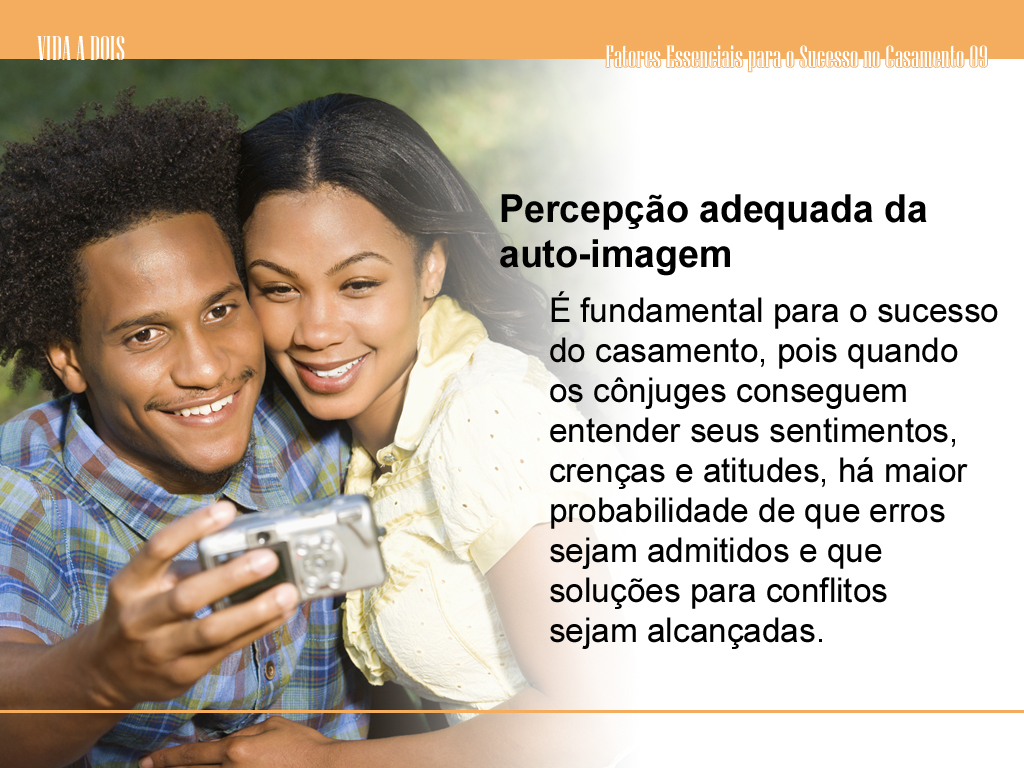 VIDA A DOIS
Fatores Essenciais para o Sucesso no Casamento 09
Percepção adequada da
auto-imagem
É fundamental para o sucesso
do casamento, pois quando
os cônjuges conseguem
entender seus sentimentos,
crenças e atitudes, há maior
probabilidade de que erros
sejam admitidos e que
soluções para conflitos
sejam alcançadas.